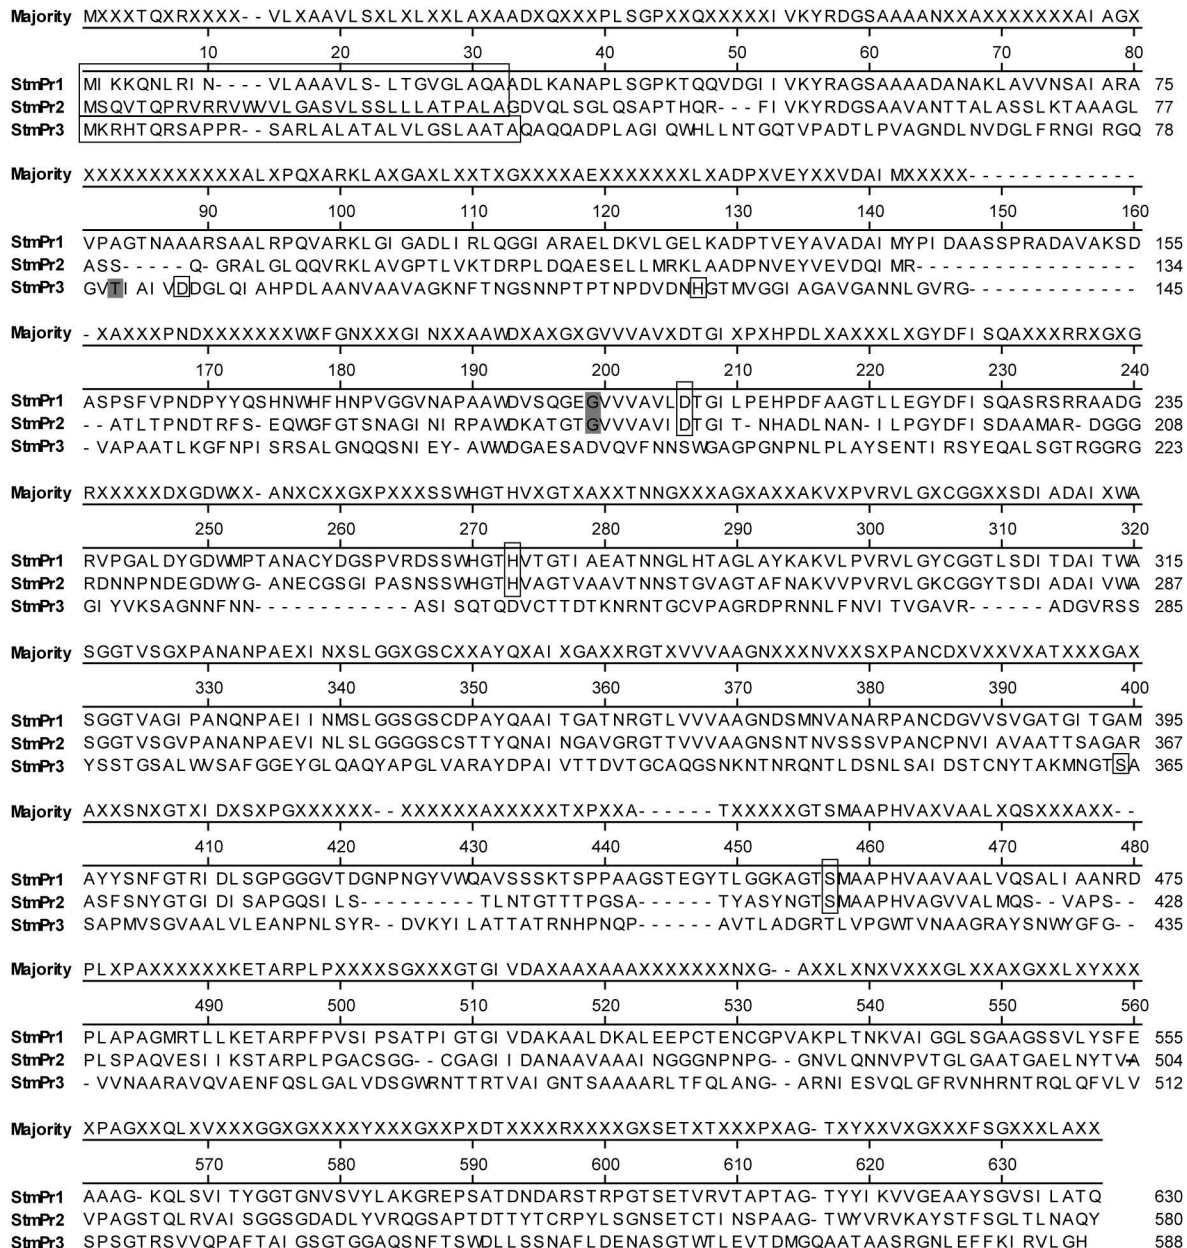 Majority MXXXTQXRXXXX--VLXAAVLSXLXLXXLAXAADXQXXXPLSGPXXQXXXXXIVKYRDGSAAAANXXAXXXXXXXAIAGX
10 20 30 40 50 60 70 80
StmPr1 MIKKQNLRIN----VLAAAVLS-LTGVGLAQAADLKANAPLSGPKTQQVDGIIVKYRAGSAAAADANAKLAVVNSAIARA 75
StmPr2 MSQVTQPRVRRVWVVLGASVLSSLLLATPALAGDVQLSGLQSAPTHQR---FIVKYRDGSAAVANTTALASSLKTAAAGL 77
StmPr3 MKRHTQRSAPPR--SARLALATALVLGSLAATAQAQQADPLAGIQWHLLNTGQTVPADTLPVAGNDLNVDGLFRNGIRGQ 78
Majority XXXXXXXXXXXXALXPQXARKLAXGAXLXXTXGXXXXAEXXXXXXXLXADPXVEYXXVDAIMXXXXX-------------
90 100 110 120 130 140 150 160
StmPr1 VPAGTNAAARSAALRPQVARKLGIGADLIRLQGGIARAELDKVLGELKADPTVEYAVADAIMYPIDAASSPRADAVAKSD 155
StmPr2 ASS-----Q-GRALGLQQVRKLAVGPTLVKTDRPLDQAESELLMRKLAADPNVEYVEVDQIMR----------------- 134
StmPr3 GVTIAIVDDGLQIAHPDLAANVAAVAGKNFTNGSNNPTPTNPDVDNHGTMVGGIAGAVGANNLGVRG------------- 145
Majority -XAXXXPNDXXXXXXXWXFGNXXXGINXXAAWDXAXGXGVVVAVXDTGIXPXHPDLXAXXXLXGYDFISQAXXXRRXGXG
170 180 190 200 210 220 230 240
StmPr1 ASPSFVPNDPYYQSHNWHFHNPVGGVNAPAAWDVSQGEGVVVAVLDTGILPEHPDFAAGTLLEGYDFISQASRSRRAADG 235
StmPr2 --ATLTPNDTRFS-EQWGFGTSNAGINIRPAWDKATGTGVVVAVIDTGIT-NHADLNAN-ILPGYDFISDAAMAR-DGGG 208
StmPr3 -VAPAATLKGFNPISRSALGNQQSNIEY-AWWDGAESADVQVFNNSWGAGPGNPNLPLAYSENTIRSYEQALSGTRGGRG 223
Majority RXXXXXDXGDWXX-ANXCXXGXPXXXSSWHGTHVXGTXAXXTNNGXXXAGXAXXAKVXPVRVLGXCGGXXSDIADAIXWA
250 260 270 280 290 300 310 320
StmPr1 RVPGALDYGDWMPTANACYDGSPVRDSSWHGTHVTGTIAEATNNGLHTAGLAYKAKVLPVRVLGYCGGTLSDITDAITWA 315
StmPr2 RDNNPNDEGDWYG-ANECGSGIPASNSSWHGTHVAGTVAAVTNNSTGVAGTAFNAKVVPVRVLGKCGGYTSDIADAIVWA 287
StmPr3 GIYVKSAGNNFNN------------ASISQTQDVCTTDTKNRNTGCVPAGRDPRNNLFNVITVGAVR------ADGVRSS 285
Majority SGGTVSGXPANANPAEXINXSLGGXGSCXXAYQXAIXGAXXRGTXVVVAAGNXXXNVXXSXPANCDXVXXVXATXXXGAX
330 340 350 360 370 380 390 400
StmPr1 SGGTVAGIPANQNPAEIINMSLGGSGSCDPAYQAAITGATNRGTLVVVAAGNDSMNVANARPANCDGVVSVGATGITGAM 395
StmPr2 SGGTVSGVPANANPAEVINLSLGGGGSCSTTYQNAINGAVGRGTTVVVAAGNSNTNVSSSVPANCPNVIAVAATTSAGAR 367
StmPr3 YSSTGSALWVSAFGGEYGLQAQYAPGLVARAYDPAIVTTDVTGCAQGSNKNTNRQNTLDSNLSAIDSTCNYTAKMNGTSA 365
Majority AXXSNXGTXIDXSXPGXXXXXX--XXXXXXXAXXXXXTXPXXA------TXXXXXGTSMAAPHVAXVAALXQSXXXAXX--
410 420 430 440 450 460 470 480
StmPr1 AYYSNFGTRIDLSGPGGGVTDGNPNGYVWQAVSSSKTSPPAAGSTEGYTLGGKAGTSMAAPHVAAVAALVQSALIAANRD 475
StmPr2 ASFSNYGTGIDISAPGQSILS---------TLNTGTTTPGSA------TYASYNGTSMAAPHVAGVVALMQS--VAPS-- 428
StmPr3 SAPMVSGVAALVLEANPNLSYR--DVKYILATTATRNHPNQP------AVTLADGRTLVPGWTVNAAGRAYSNWYGFG-- 435
Majority PLXPAXXXXXXKETARPLPXXXXSGXXXGTGIVDAXAAXAAAXXXXXXXNXG--AXXLXNXVXXXGLXXAXGXXLXYXXX
490 500 510 520 530 540 550 560
StmPr1 PLAPAGMRTLLKETARPFPVSIPSATPIGTGIVDAKAALDKALEEPCTENCGPVAKPLTNKVAIGGLSGAAGSSVLYSFE 555
StmPr2 PLSPAQVESIIKSTARPLPGACSGG--CGAGIIDANAAVAAAINGGGNPNPG--GNVLQNNVPVTGLGAATGAELNYTVA 504
StmPr3 -VVNAARAVQVAENFQSLGALVDSGWRNTTRTVAIGNTSAAAARLTFQLANG--ARNIESVQLGFRVNHRNTRQLQFVLV 512
Majority XPAGXXQLXVXXXGGXGXXXXYXXXGXXPXDTXXXXRXXXXGXSETXTXXXPXAG-TXYXXVXGXXXFSGXXXLAXX
570 580 590 600 610 620 630
StmPr1 AAAG-KQLSVITYGGTGNVSVYLAKGREPSATDNDARSTRPGTSETVRVTAPTAG-TYYIKVVGEAAYSGVSILATQ 630
StmPr2 VPAGSTQLRVAISGGSGDADLYVRQGSAPTDTTYTCRPYLSGNSETCTINSPAAG-TWYVRVKAYSTFSGLTLNAQY 580
StmPr3 SPSGTRSVVQPAFTAIGSGTGGAQSNFTSWDLLSSNAFLDENASGTWTLEVTDMGQAATAASRGNLEFFKIRVLGH 588